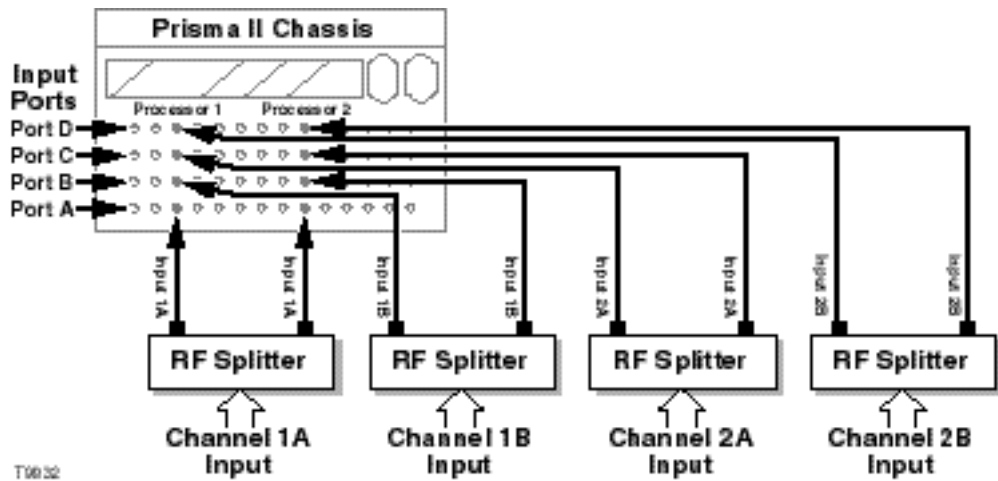 Prisma II Chassis
Input
Ports
Processor 1
Processor 2
Port D
Port C
Port B
Port A
Input 1A
Input 1A
Input 1B
Input 1B
Input 2A
Input 2A
Input 2B
Input 2B
RF Splitter
RF Splitter
RF Splitter
RF Splitter
Channel 1A
Input
Channel 1B
Input
Channel 2A
Input
Channel 2B
Input